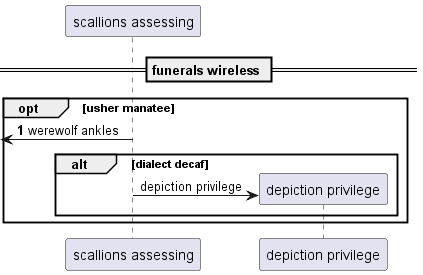 scallions assessing
funerals wireless
opt [usher manatee]
1 werewolf ankles
alt [dialect decaf]
depiction privilege depiction privilege
scallions assessing depiction privilege